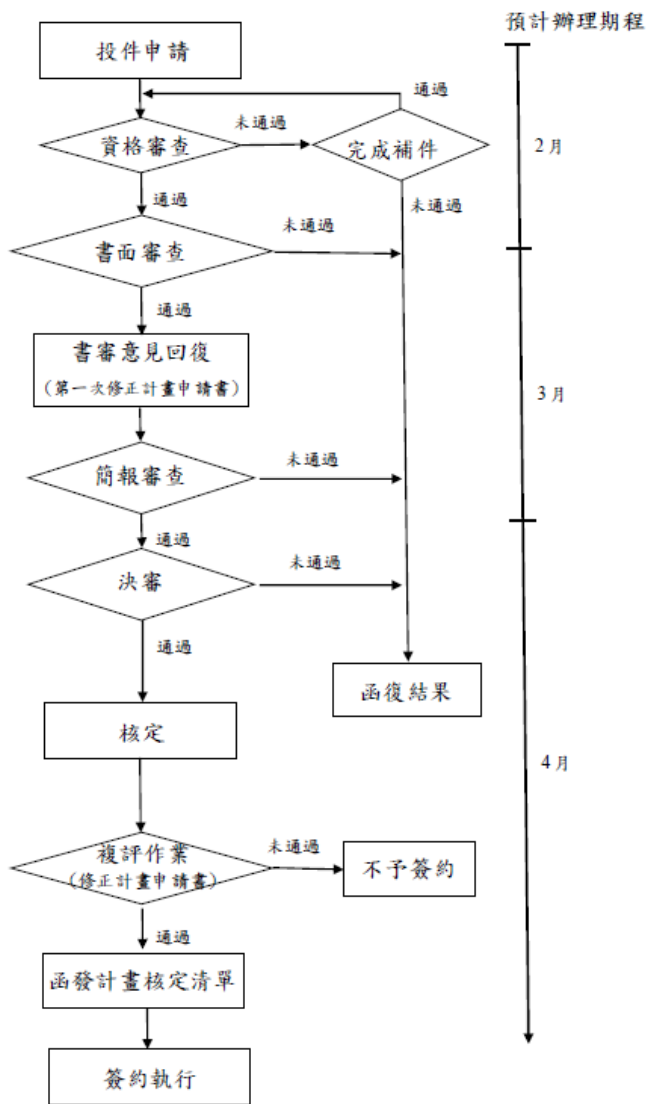 預計辦理期程
投件申請
通過
未通過
資格審查
完成補件
2月
通過
未通過
未通過
書面審查
通過
書審意見回復
(第一次修正計畫申請書)
3月
未通過
簡報審查
通過
未通過
決審
通過
函復結果
核定
4月
未通過
複評作業
(修正計畫申請書)
不予簽約
通過
函發計畫核定清單
簽約執行